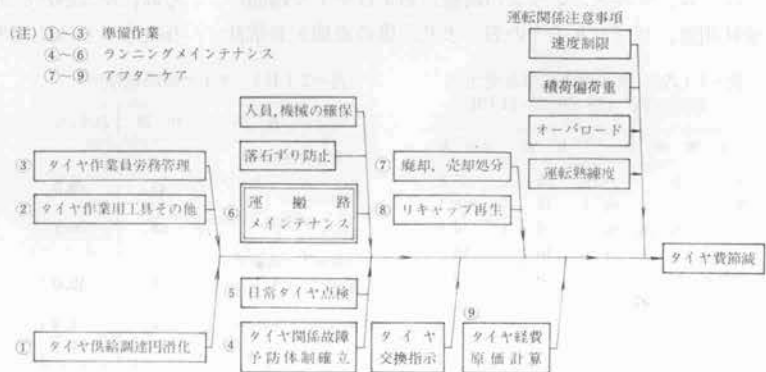 (注) ①~③ 準備作業
④~⑥ ランニングメインテナンス
⑦~⑨ アフターケア
運転関係注意事項
速度制限
積荷偏荷重
オーバロード
運転熟練度
人員,機械の確保
落石ずり防止
⑥ 運搬路
メインテナンス
③ タイヤ作業員労務管理
② タイヤ作業用工具その他
⑦ 廃却、売却処分
⑧ リキャップ再生
タイヤ費節減
⑤ 日常タイヤ点検
① タイヤ供給調達円滑化
④ タイヤ関係故障
予防体制確立
タイヤ
交換指示
⑨
タイヤ経費
原価計算